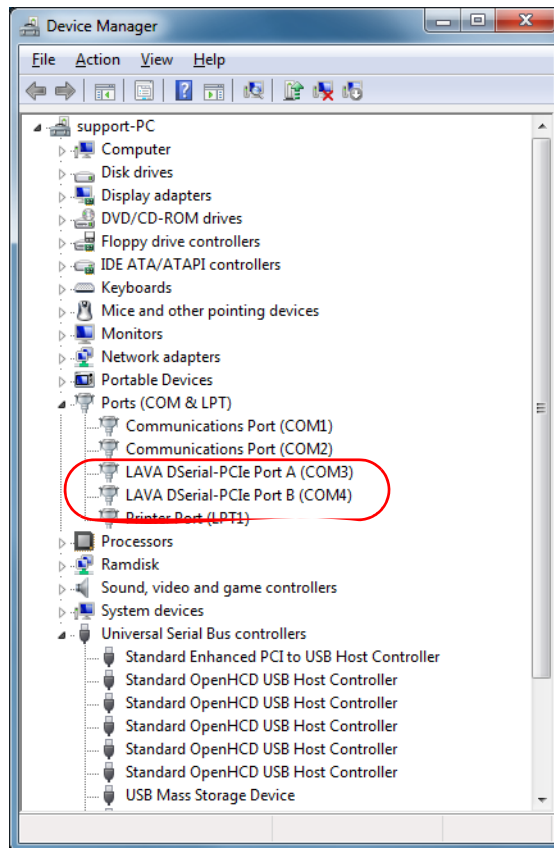 Device Manager
File Action View Help
support-PC
Computer
Disk drives
Display adapters
DVD/CD-ROM drives
Floppy drive controllers
IDE ATA/ATAPI controllers
Keyboards
Mice and other pointing devices
Monitors
Network adapters
Portable Devices
Ports (COM & LPT)
Communications Port (COM1)
Communications Port (COM2)
LAVA DSerial-PCIe Port A (COM3)
LAVA DSerial-PCIe Port B (COM4)
Printer Port (LPT1)
Processors
Ramdisk
Sound, video and game controllers
System devices
Universal Serial Bus controllers
Standard Enhanced PCI to USB Host Controller
Standard OpenHCD USB Host Controller
Standard OpenHCD USB Host Controller
Standard OpenHCD USB Host Controller
Standard OpenHCD USB Host Controller
Standard OpenHCD USB Host Controller
USB Mass Storage Device